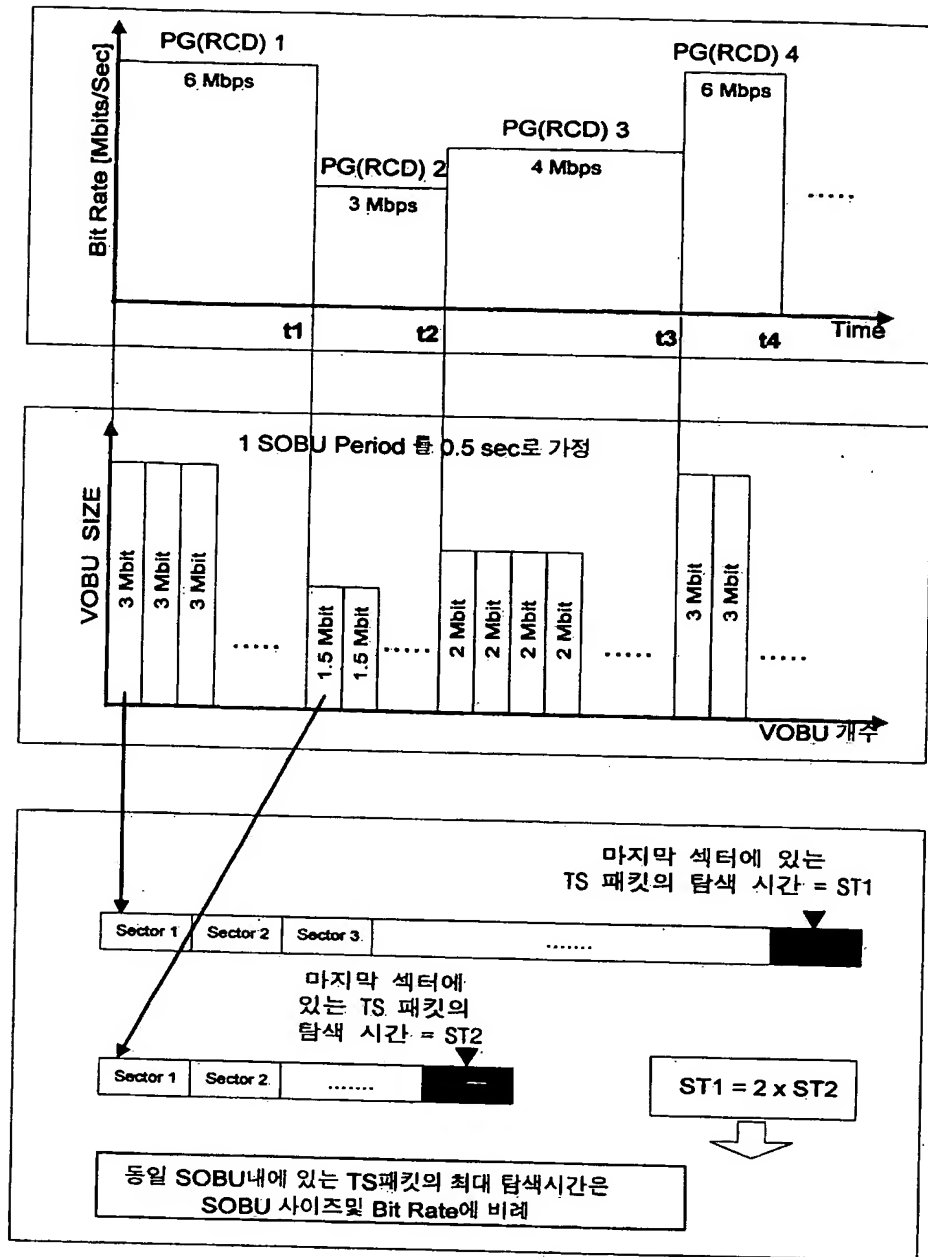 PG(RCD) 1
6 Mbps
PG(RCD) 2
3 Mbps
PG(RCD) 3
4 Mbps
PG(RCD) 4
6 Mbps
.....
Bit Rate [Mbits/Sec]
t1
t2
t3
t4
Time
1 SOBU Period 를 0.5 sec로 가정
VOBU SIZE
3 Mbit
3 Mbit
3 Mbit
.....
1.5 Mbit
1.5 Mbit
.....
2 Mbit
2 Mbit
2 Mbit
2 Mbit
.....
3 Mbit
3 Mbit
.....
VOBU 개수
마지막 섹터에 있는
TS 패킷의 탐색 시간 = ST1
Sector 1
Sector 2
Sector 3
.......
마지막 섹터에
있는 TS 패킷의
탐색 시간 = ST2
Sector 1
Sector 2
.......
ST1 = 2 x ST2
동일 SOBU내에 있는 TS패킷의 최대 탐색시간은
SOBU 사이즈및 Bit Rate에 비례